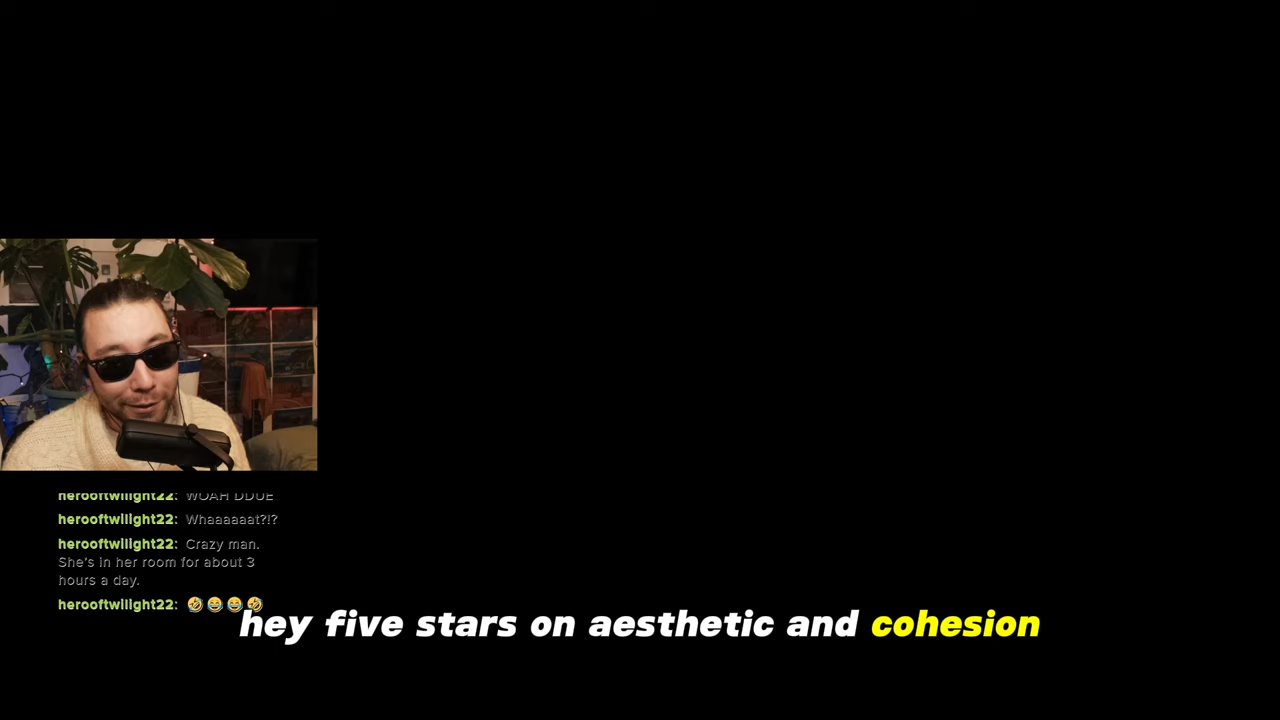 herooftwilight22: WOAH DDUE
herooftwilight22: Whaaaaaat?!?
herooftwilight22: Crazy man.
She's in her room for about 3
hours a day.
herooftwilight22: 🤣😂😂🤣
hey five stars on aesthetic and cohesion